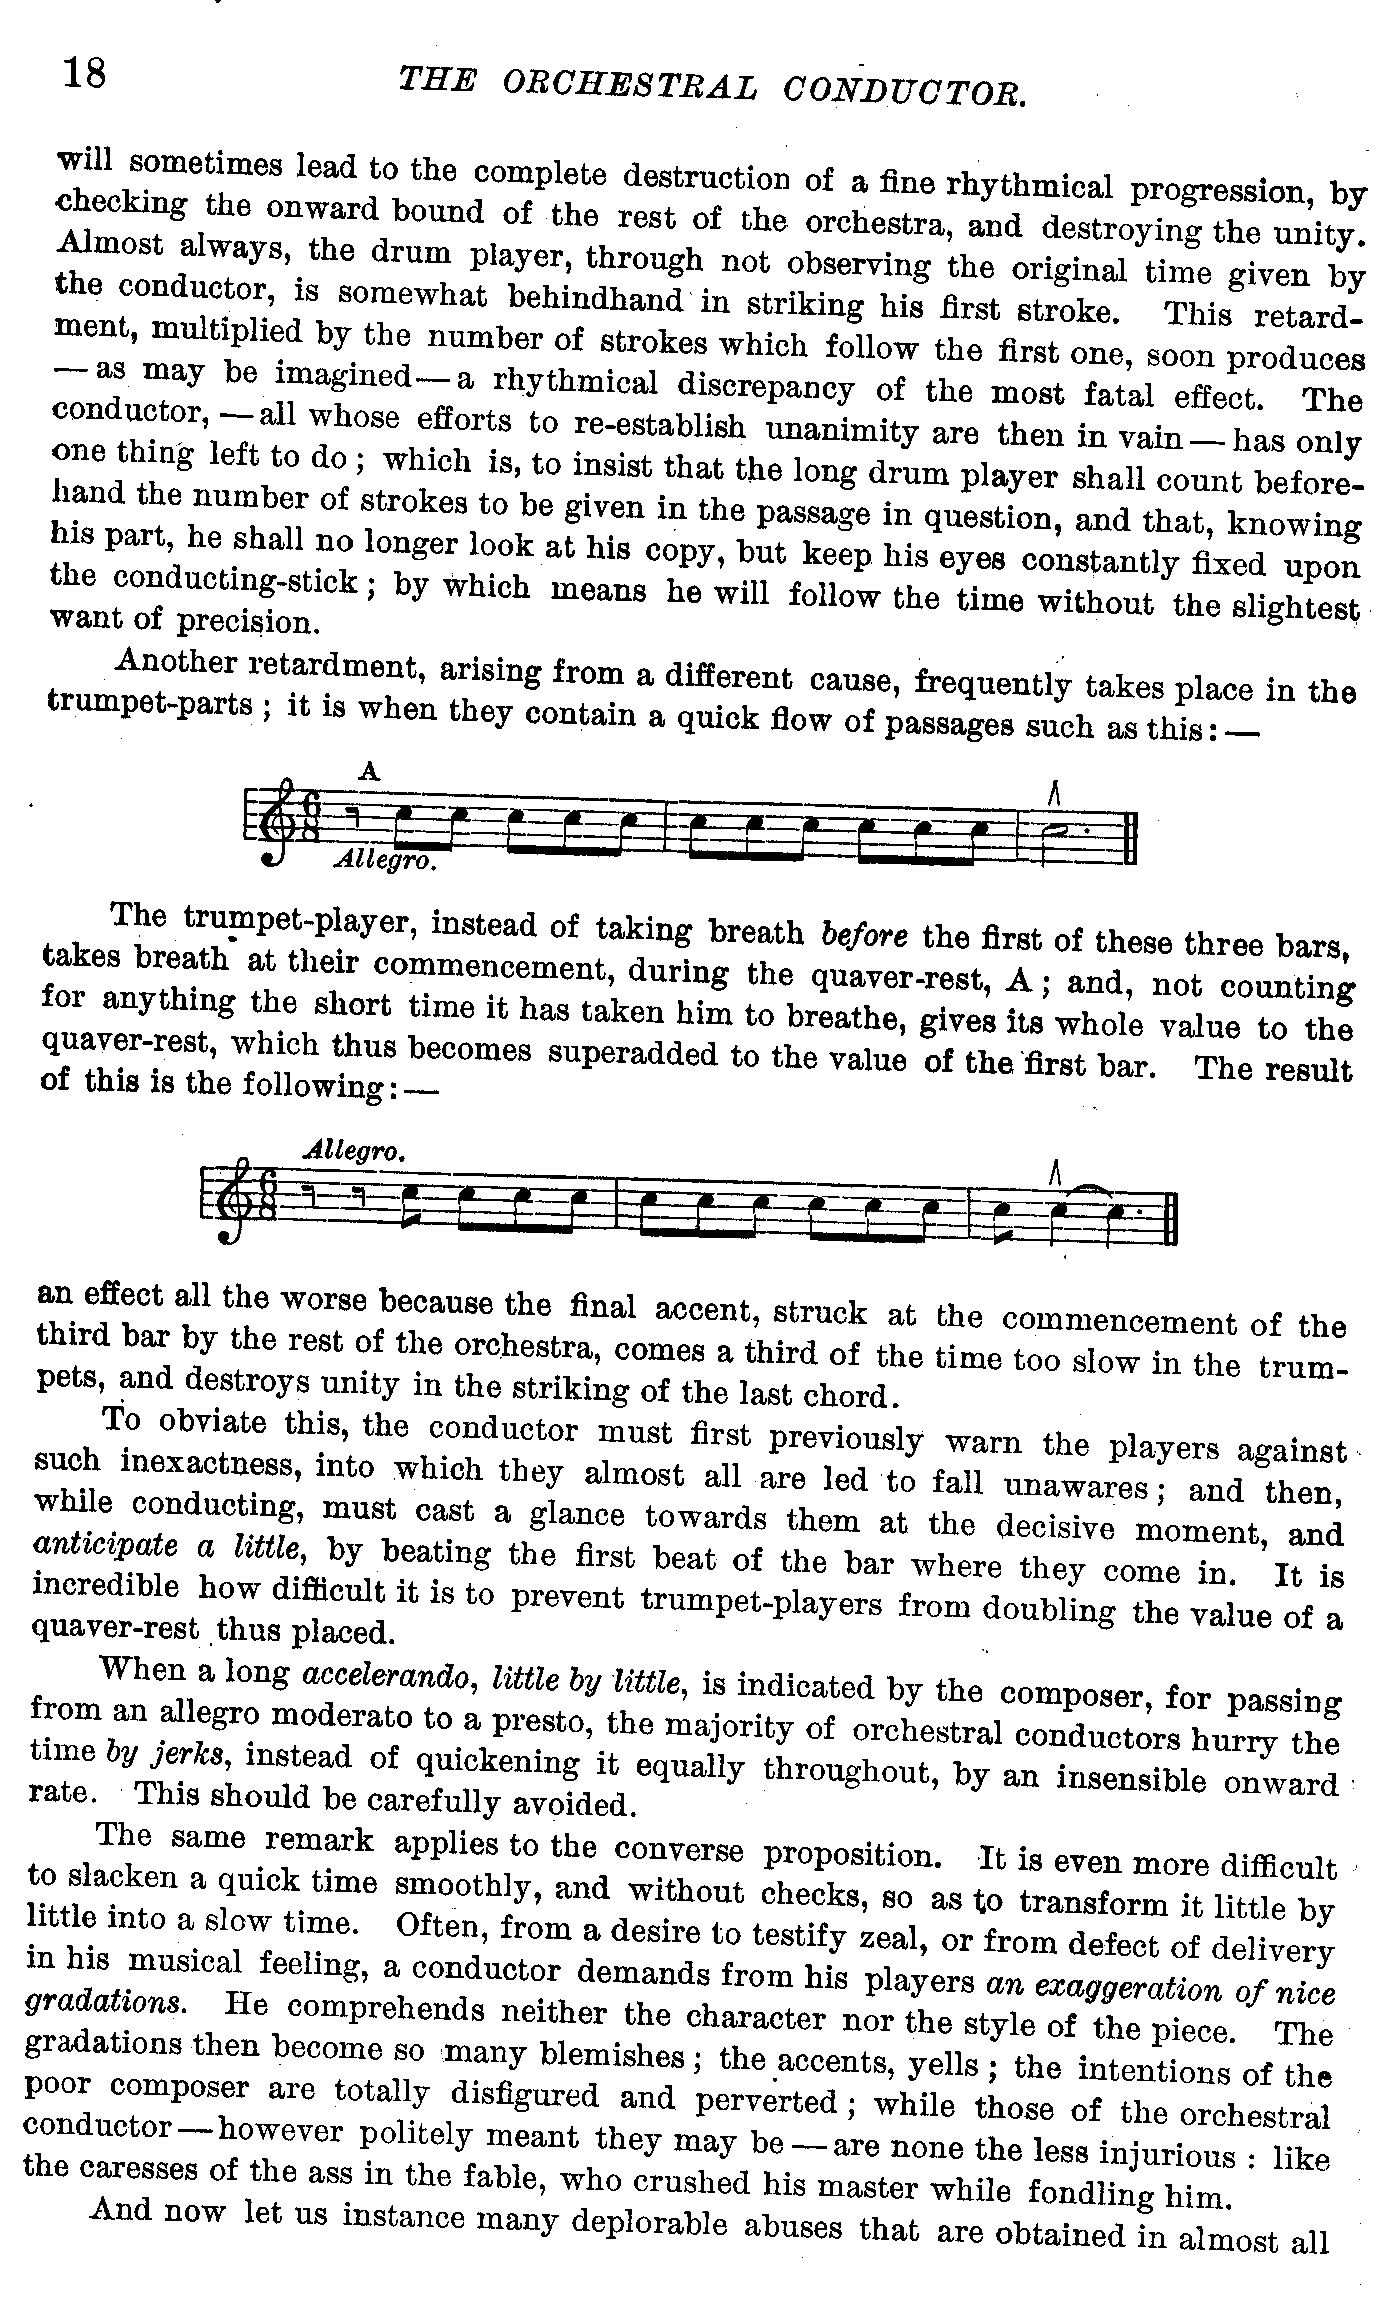 18
THE ORCHESTRAL CONDUCTOR.
will sometimes lead to the complete destruction of a fine rhythmical progression, by
checking the onward bound of the rest of the orchestra, and destroying the unity.
Almost always, the drum player, through not observing the original time given by
the conductor, is somewhat behindhand in striking his first stroke. This retard-
ment, multiplied by the number of strokes which follow the first one, soon produces
— as may be imagined — a rhythmical discrepancy of the most fatal effect. The
conductor, — all whose efforts to re-establish unanimity are then in vain — has only
one thing left to do ; which is, to insist that the long drum player shall count before-
hand the number of strokes to be given in the passage in question, and that, knowing
his part, he shall no longer look at his copy, but keep his eyes constantly fixed upon
the conducting-stick ; by which means he will follow the time without the slightest
want of precision.
Another retardment, arising from a different cause, frequently takes place in the
trumpet-parts ; it is when they contain a quick flow of passages such as this : —
A
6
8
Allegro.
The trumpet-player, instead of taking breath before the first of these three bars,
takes breath at their commencement, during the quaver-rest, A ; and, not counting
for anything the short time it has taken him to breathe, gives its whole value to the
quaver-rest, which thus becomes superadded to the value of the first bar. The result
of this is the following : —
Allegro.
6
8
an effect all the worse because the final accent, struck at the commencement of the
third bar by the rest of the orchestra, comes a third of the time too slow in the trum-
pets, and destroys unity in the striking of the last chord.
To obviate this, the conductor must first previously warn the players against
such inexactness, into which they almost all are led to fall unawares ; and then,
while conducting, must cast a glance towards them at the decisive moment, and
anticipate a little, by beating the first beat of the bar where they come in. It is
incredible how difficult it is to prevent trumpet-players from doubling the value of a
quaver-rest thus placed.
When a long accelerando, little by little, is indicated by the composer, for passing
from an allegro moderato to a presto, the majority of orchestral conductors hurry the
time by jerks, instead of quickening it equally throughout, by an insensible onward
rate. This should be carefully avoided.
The same remark applies to the converse proposition. It is even more difficult
to slacken a quick time smoothly, and without checks, so as to transform it little by
little into a slow time. Often, from a desire to testify zeal, or from defect of delivery
in his musical feeling, a conductor demands from his players an exaggeration of nice
gradations. He comprehends neither the character nor the style of the piece. The
gradations then become so many blemishes ; the accents, yells ; the intentions of the
poor composer are totally disfigured and perverted ; while those of the orchestral
conductor — however politely meant they may be — are none the less injurious : like
the caresses of the ass in the fable, who crushed his master while fondling him.
And now let us instance many deplorable abuses that are obtained in almost all